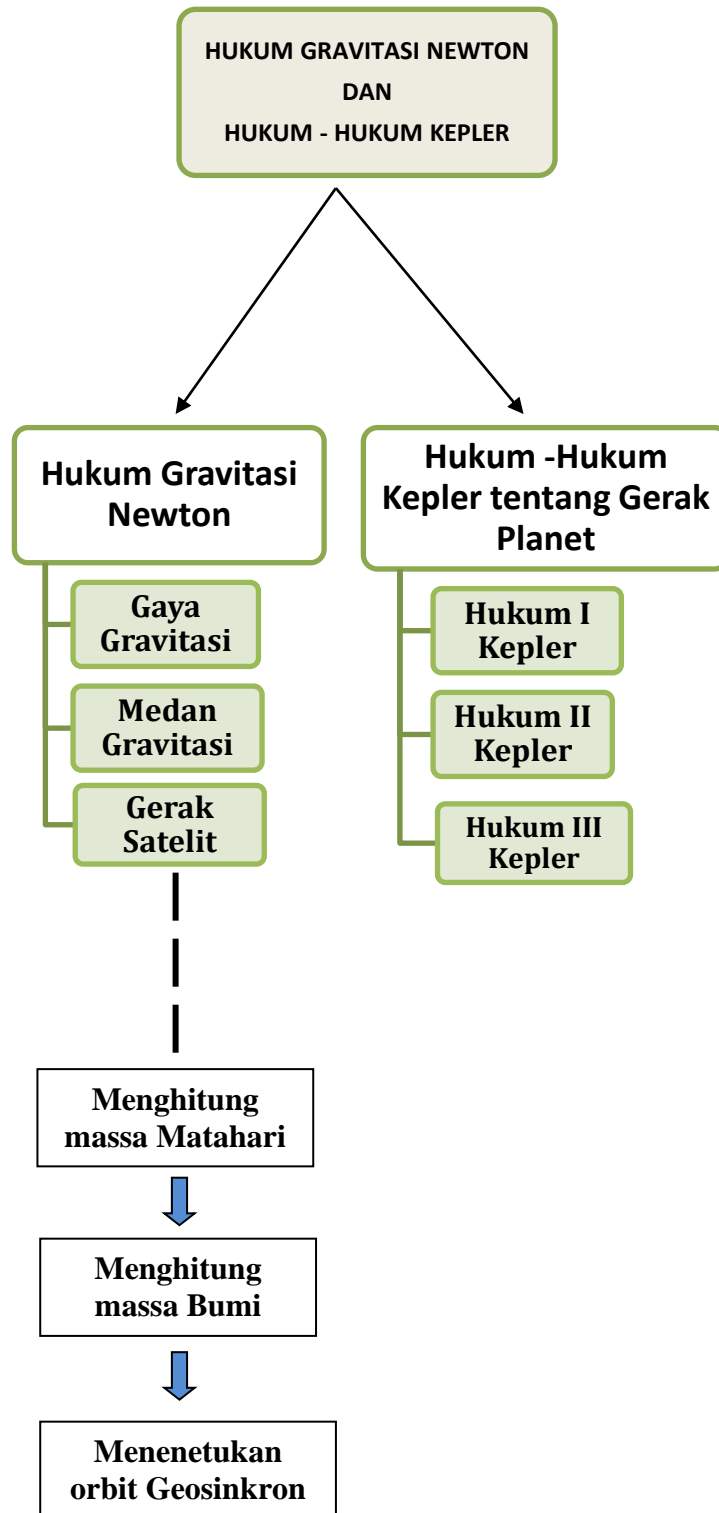 HUKUM GRAVITASI NEWTON
DAN
HUKUM - HUKUM KEPLER
Hukum Gravitasi
Newton
Gaya
Gravitasi
Medan
Gravitasi
Gerak
Satelit
Hukum -Hukum
Kepler tentang Gerak
Planet
Hukum I
Kepler
Hukum II
Kepler
Hukum III
Kepler
Menghitung
massa Matahari
Menghitung
massa Bumi
Menenetukan
orbit Geosinkron